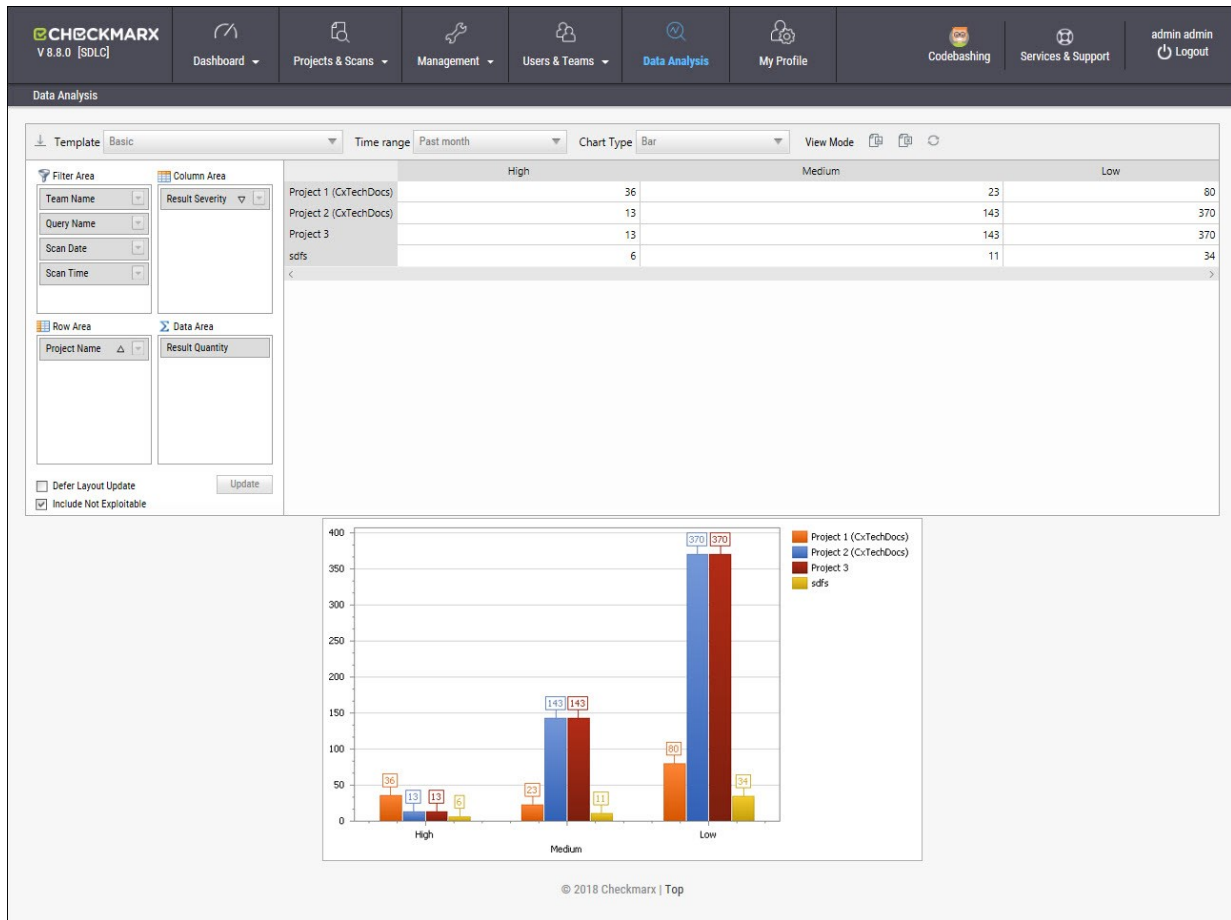 CHECKMARX
V 8.8.0 [SDLC]
Dashboard
Projects & Scans
Management
Users & Teams
Data Analysis
My Profile
Codebashing
Services & Support
admin admin
Logout
Data Analysis
Template Basic
Time range Past month
Chart Type Bar
View Mode
Filter Area
Team Name
Query Name
Scan Date
Scan Time
Column Area
Result Severity
Row Area
Project Name
Data Area
Result Quantity
Defer Layout Update
Update
Include Not Exploitable
High Medium Low
Project 1 (CxTechDocs) 36 23 80
Project 2 (CxTechDocs) 13 143 370
Project 3 13 143 370
sdfs 6 11 34
400
350
300
250
200
150
100
50
0
36 13 13 6
23 143 143 11
80 370 370 34
High
Medium
Low
Project 1 (CxTechDocs)
Project 2 (CxTechDocs)
Project 3
sdfs
© 2018 Checkmarx | Top